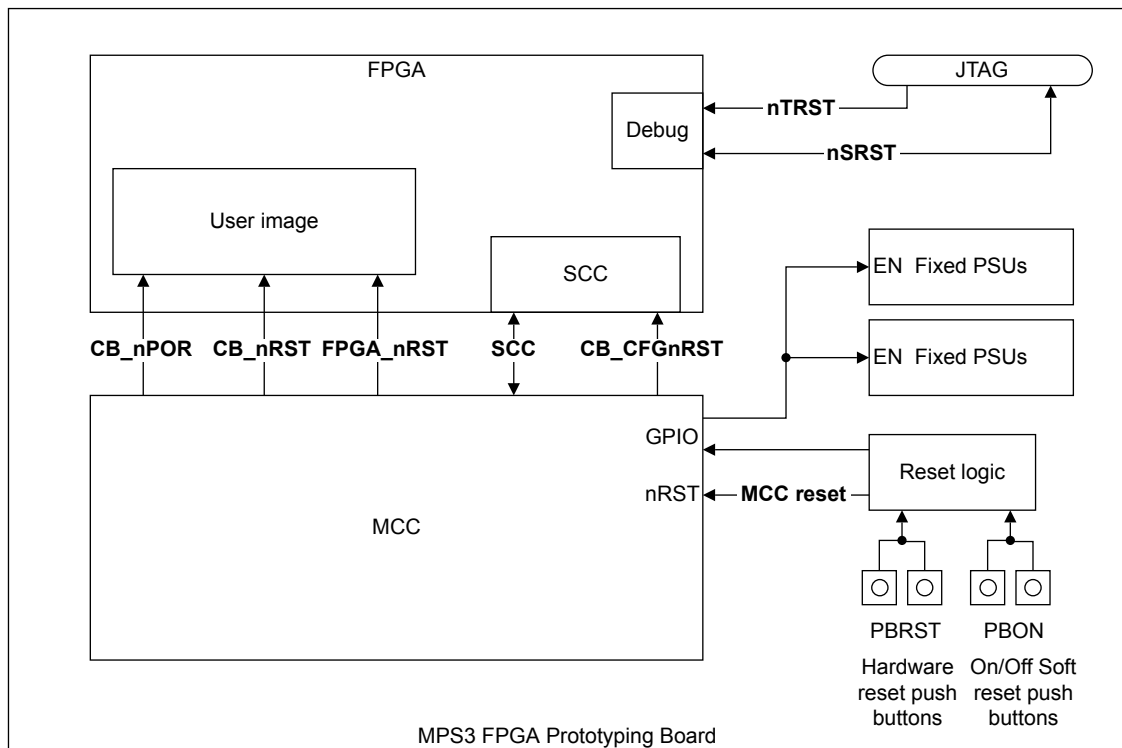 FPGA
JTAG
nTRST
Debug
nSRST
User image
SCC
EN Fixed PSUs
CB_nPOR
CB_nRST
FPGA_nRST
SCC
CB_CFGnRST
EN Fixed PSUs
GPIO
Reset logic
nRST
MCC reset
MCC
PBRST
PBON
Hardware
reset push
buttons
On/Off Soft
reset push
buttons
MPS3 FPGA Prototyping Board